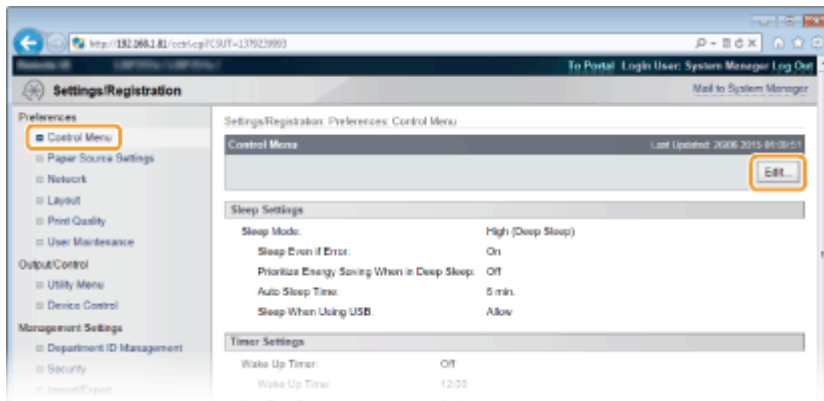 http://192.168.1.81/
To Portal Login User: System Manager Log Out
Settings/Registration
Mail to System Manager
Preferences
Control Menu
Paper Source Settings
Network
Layout
Print Quality
User Maintenance
Output/Control
Utility Menu
Device Control
Management Settings
Department ID Management
Security
Import/Export
Settings/Registration: Preferences: Control Menu
Control Menu
Last Updated:
Edit...
Sleep Settings
Sleep Mode: High (Deep Sleep)
Sleep Even if Error: On
Prioritize Energy Saving When in Deep Sleep: Off
Auto Sleep Time: 5 min.
Sleep When Using USB: Allow
Timer Settings
Wake Up Timer: Off
Wake Up Time: 12:00